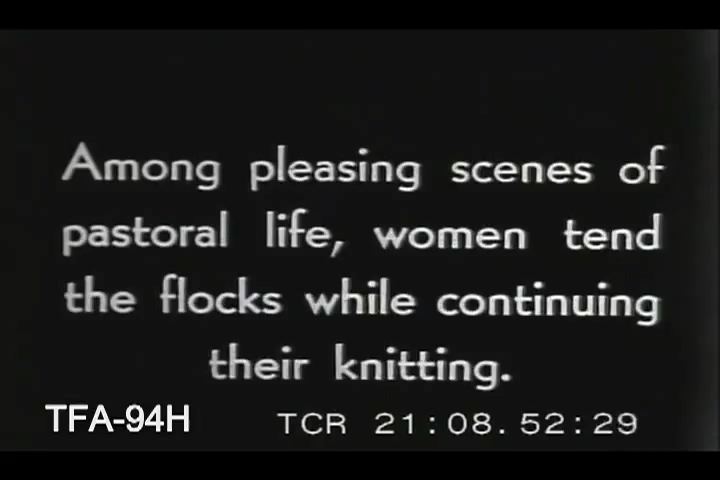 Among pleasing scenes of
pastoral life, women tend
the flocks while continuing
their knitting.
TFA-94H TCR 21:08.52:29